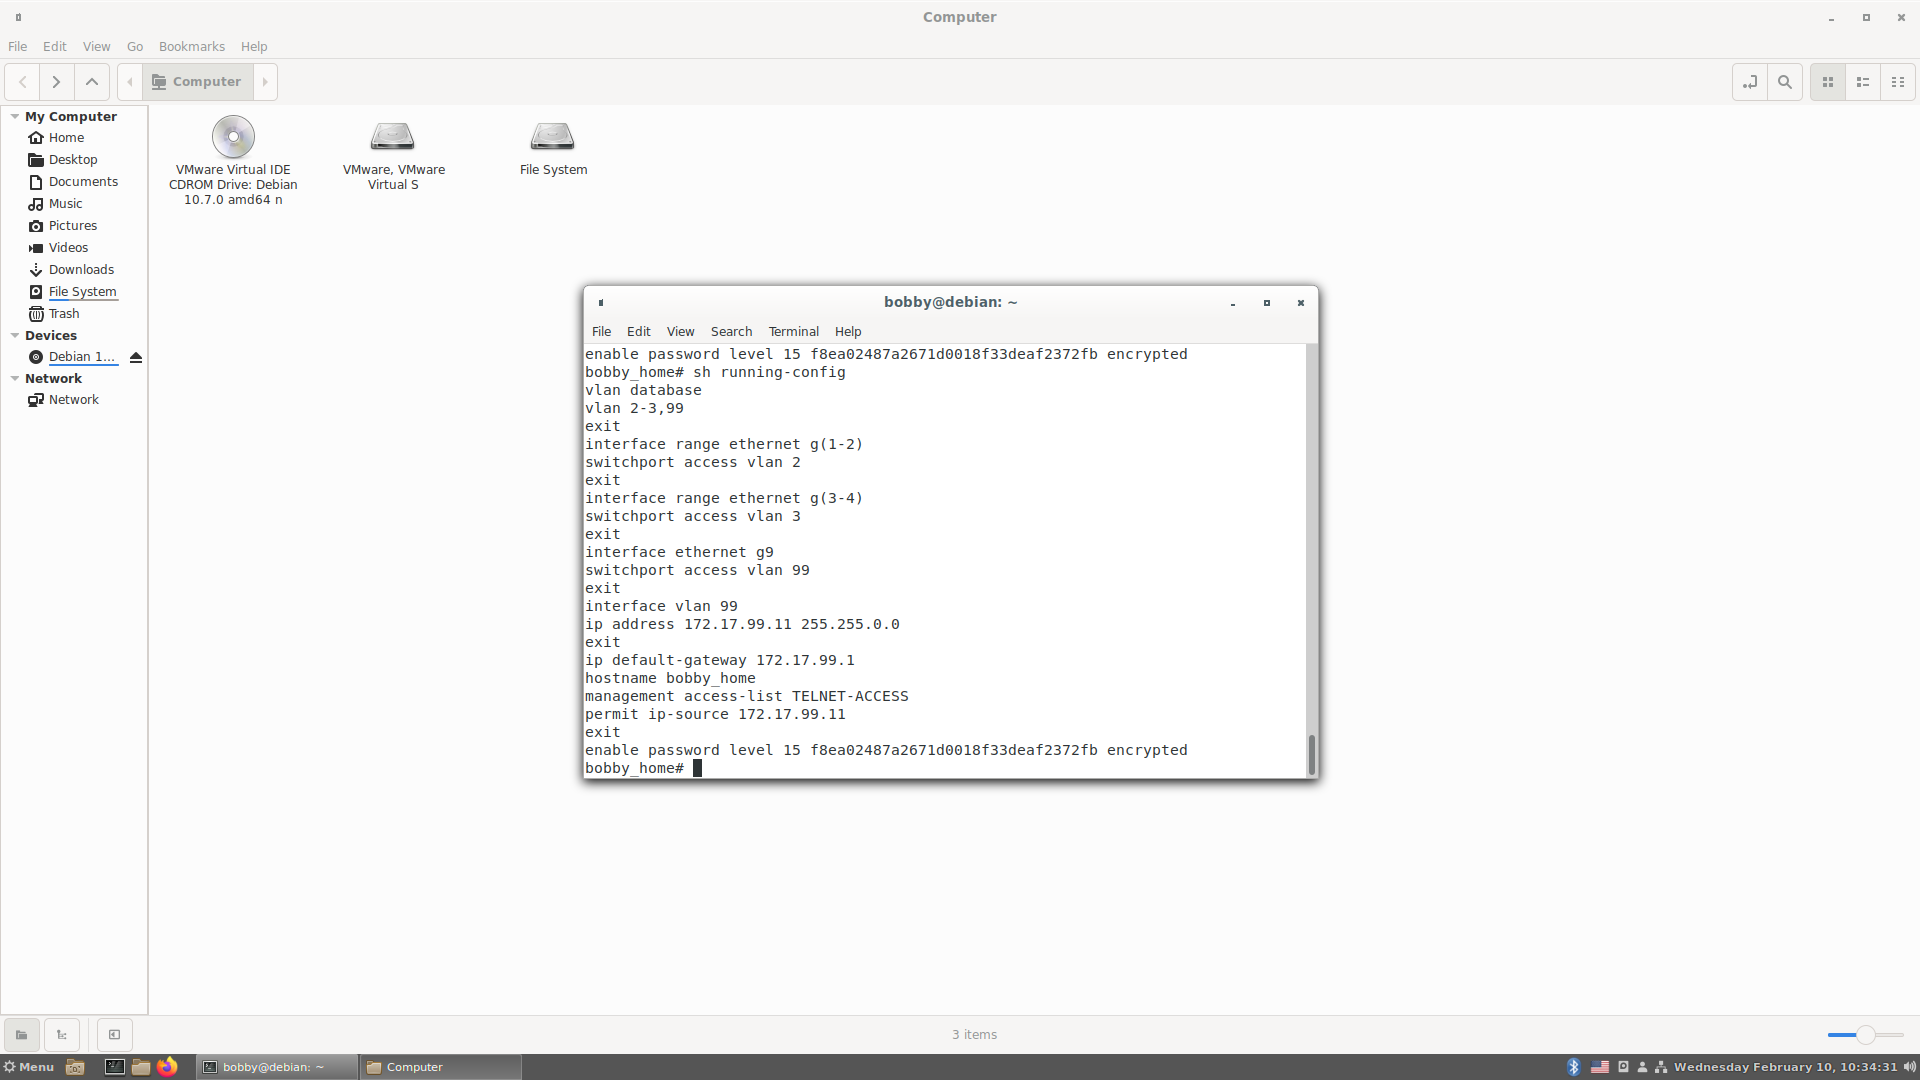 Computer
File Edit View Go Bookmarks Help
Computer
My Computer
Home
Desktop
Documents
Music
Pictures
Videos
Downloads
File System
Trash
Devices
Debian 1...
Network
Network
VMware Virtual IDE
CDROM Drive: Debian
10.7.0 amd64 n
VMware, VMware
Virtual S
File System
bobby@debian: ~
File Edit View Search Terminal Help
enable password level 15 f8ea02487a2671d0018f33deaf2372fb encrypted
bobby_home# sh running-config
vlan database
vlan 2-3,99
exit
interface range ethernet g(1-2)
switchport access vlan 2
exit
interface range ethernet g(3-4)
switchport access vlan 3
exit
interface ethernet g9
switchport access vlan 99
exit
interface vlan 99
ip address 172.17.99.11 255.255.0.0
exit
ip default-gateway 172.17.99.1
hostname bobby_home
management access-list TELNET-ACCESS
permit ip-source 172.17.99.11
exit
enable password level 15 f8ea02487a2671d0018f33deaf2372fb encrypted
bobby_home#
3 items
Menu
bobby@debian: ~
Computer
Wednesday February 10, 10:34:31